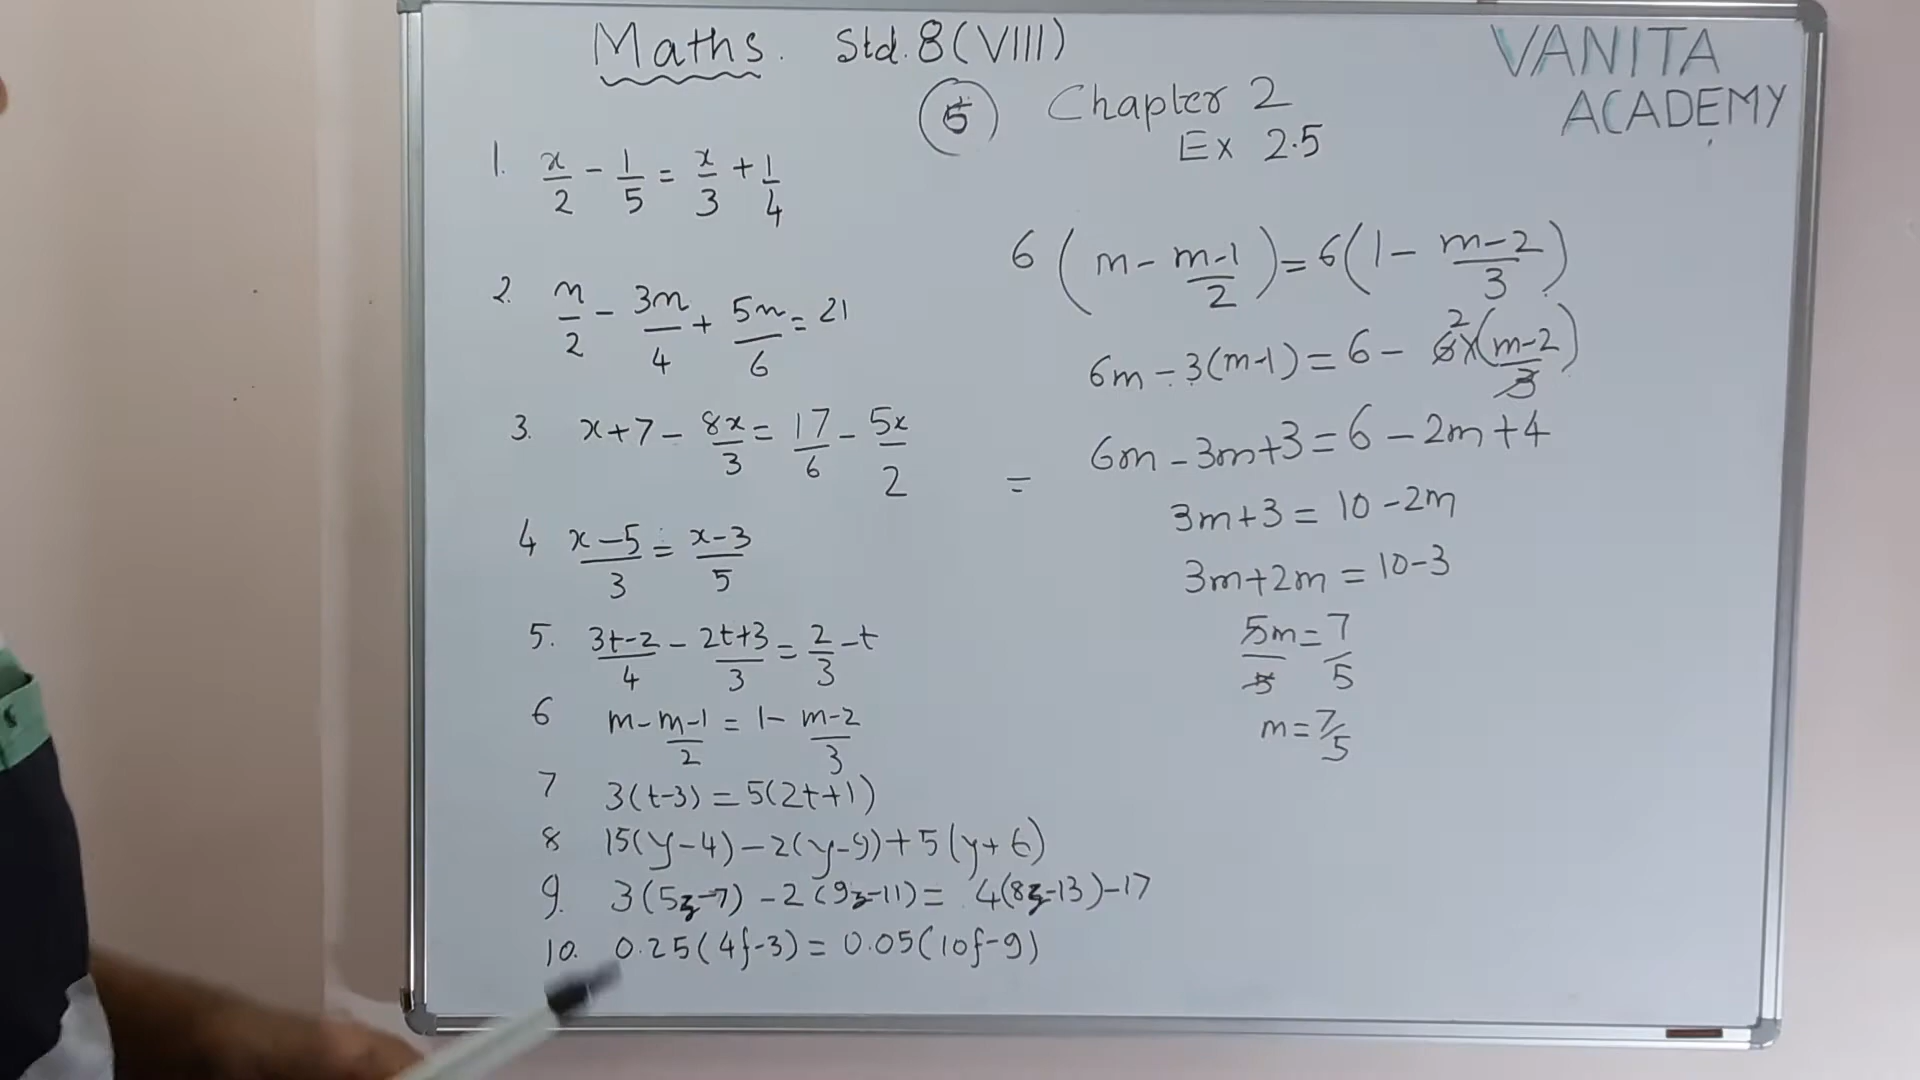 Maths. Std. 8 (VIII)
VANITA
ACADEMY
5 Chapter 2
Ex 2.5
1. x/2 - 1/5 = x/3 + 1/4
2. n/2 - 3n/4 + 5n/6 = 21
3. x+7 - 8x/3 = 17/6 - 5x/2
4 x-5/3 = x-3/5
5. 3t-2/4 - 2t+3/3 = 2/3 - t
6 m - m-1/2 = 1 - m-2/3
7 3(t-3) = 5(2t+1)
8 15(y-4) - 2(y-9) + 5(y+6)
9. 3(5z-7) - 2(9z-11) = 4(8z-13) - 17
10. 0.25(4f-3) = 0.05(10f-9)
6(m - m-1/2) = 6(1 - m-2/3)
6m - 3(m-1) = 6 - 6 2 x(m-2/3)
= 6m - 3m + 3 = 6 - 2m + 4
3m+3 = 10 - 2m
3m+2m = 10-3
5m/5 = 7/5
m = 7/5